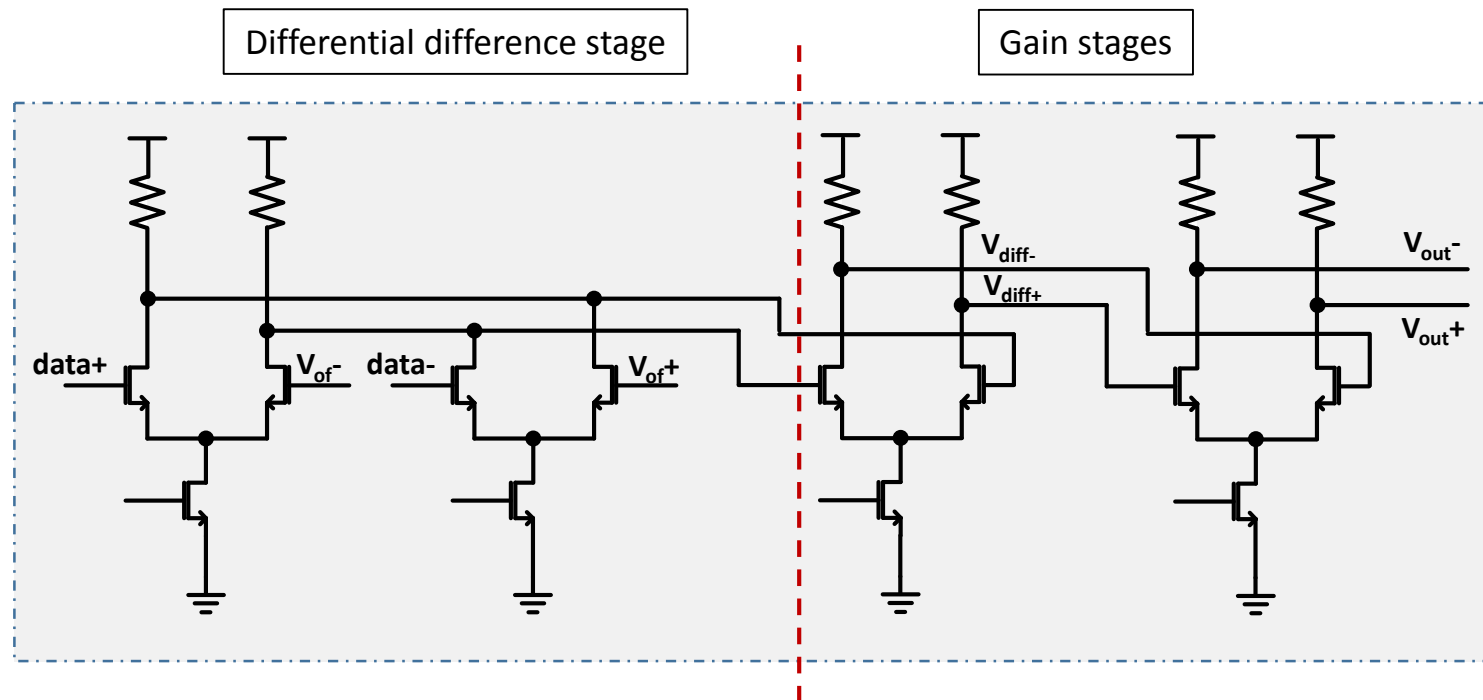 Differential difference stage
Gain stages
Vdiff-
Vdiff+
Vout-
Vout+
data+
Vof-
data-
Vof+